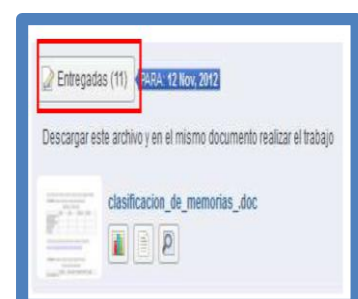 Entregadas (11) PARA: 12 Nov, 2012
Descargar este archivo y en el mismo documento realizar el trabajo
clasificacion_de_memorias_.doc